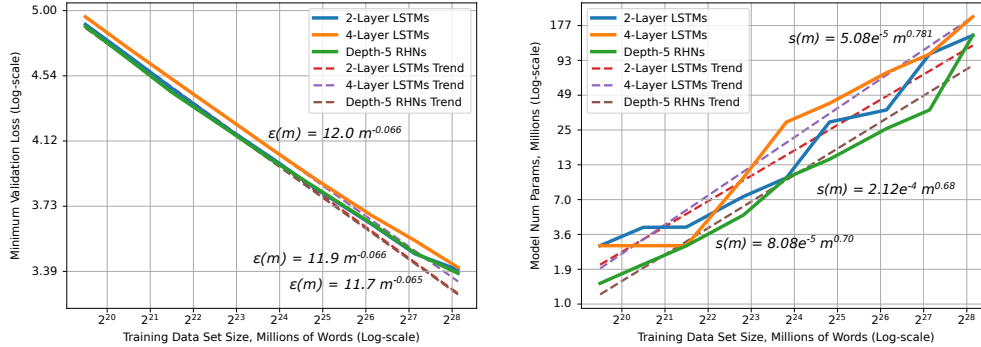 5.00
4.54
4.12
3.73
3.39
Minimum Validation Loss (Log-scale)
2-Layer LSTMs
4-Layer LSTMs
Depth-5 RHNs
2-Layer LSTMs Trend
4-Layer LSTMs Trend
Depth-5 RHNs Trend
ε(m) = 12.0 m^-0.066
ε(m) = 11.9 m^-0.066
ε(m) = 11.7 m^-0.065
2^20 2^21 2^22 2^23 2^24 2^25 2^26 2^27 2^28
Training Data Set Size, Millions of Words (Log-scale)
177
93
49
25
13
7.0
3.6
1.9
1.0
Model Num Params, Millions (Log-scale)
2-Layer LSTMs
4-Layer LSTMs
Depth-5 RHNs
2-Layer LSTMs Trend
4-Layer LSTMs Trend
Depth-5 RHNs Trend
s(m) = 5.08e^-5 m^0.781
s(m) = 2.12e^-4 m^0.68
s(m) = 8.08e^-5 m^0.70
2^20 2^21 2^22 2^23 2^24 2^25 2^26 2^27 2^28
Training Data Set Size, Millions of Words (Log-scale)